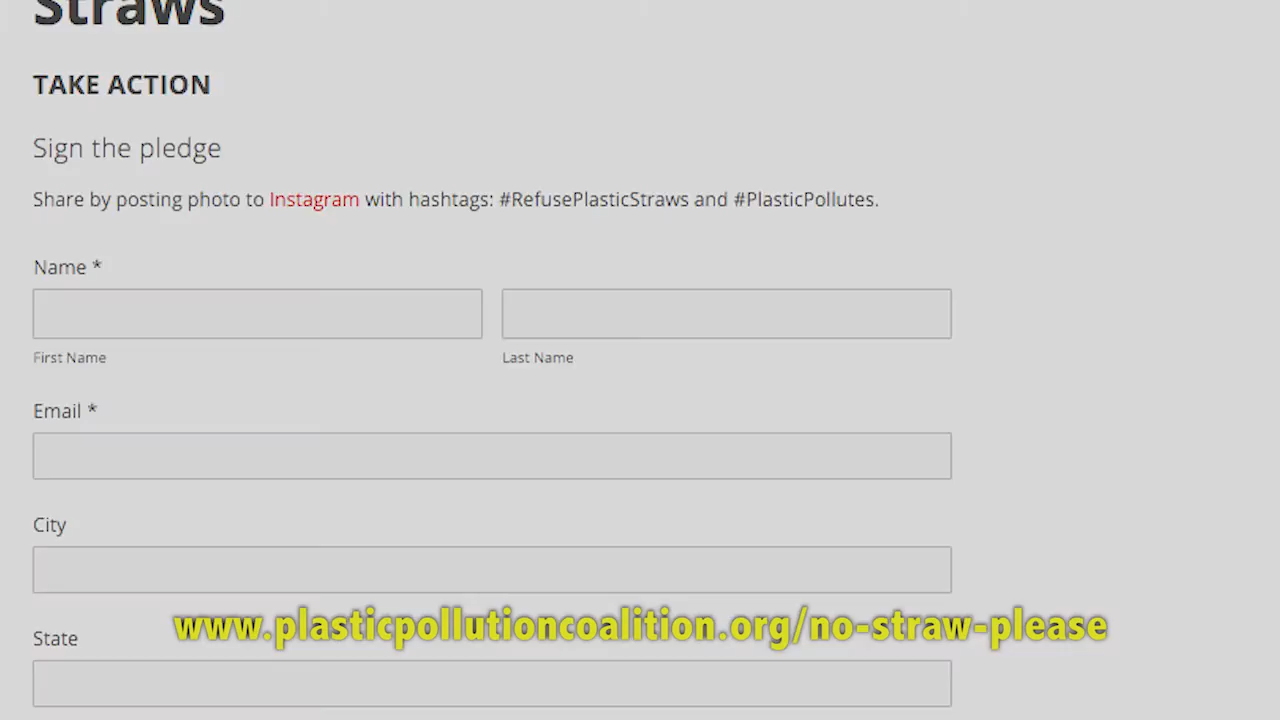 Straws
TAKE ACTION
Sign the pledge
Share by posting photo to Instagram with hashtags: #RefusePlasticStraws and #PlasticPollutes.
Name *
First Name
Last Name
Email *
City
www.plasticpollutioncoalition.org/no-straw-please
State